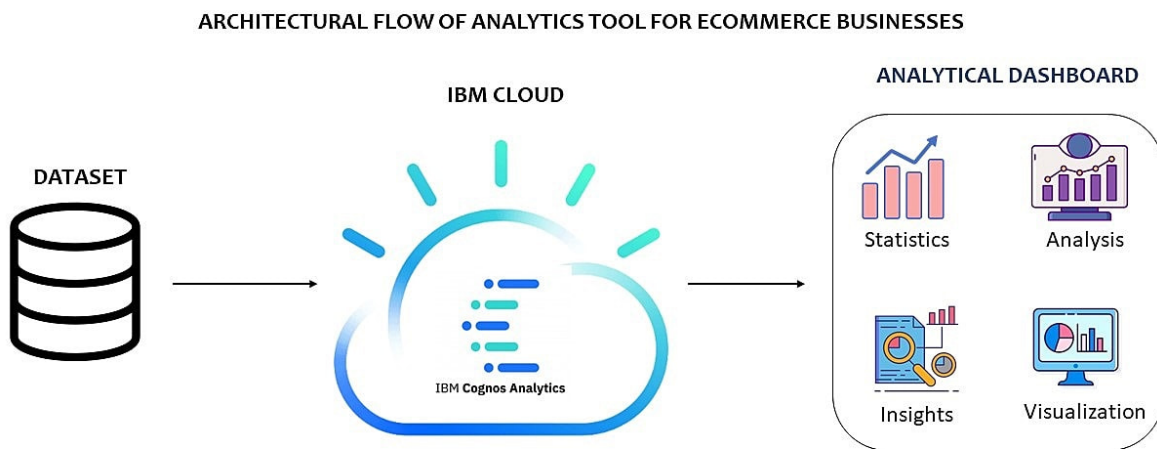 ARCHITECTURAL FLOW OF ANALYTICS TOOL FOR ECOMMERCE BUSINESSES
DATASET
IBM CLOUD
IBM Cognos Analytics
ANALYTICAL DASHBOARD
Statistics
Analysis
Insights
Visualization